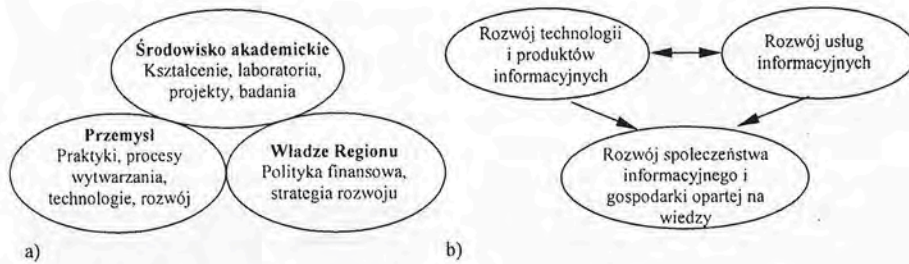 Środowisko akademickie
Kształcenie, laboratoria,
projekty, badania
Przemysł
Praktyki, procesy
wytwarzania,
technologie, rozwój
Władze Regionu
Polityka finansowa,
strategia rozwoju
a)
Rozwój technologii
i produktów
informacyjnych
Rozwój usług
informacyjnych
Rozwój społeczeństwa
informacyjnego i
gospodarki opartej na
wiedzy
b)